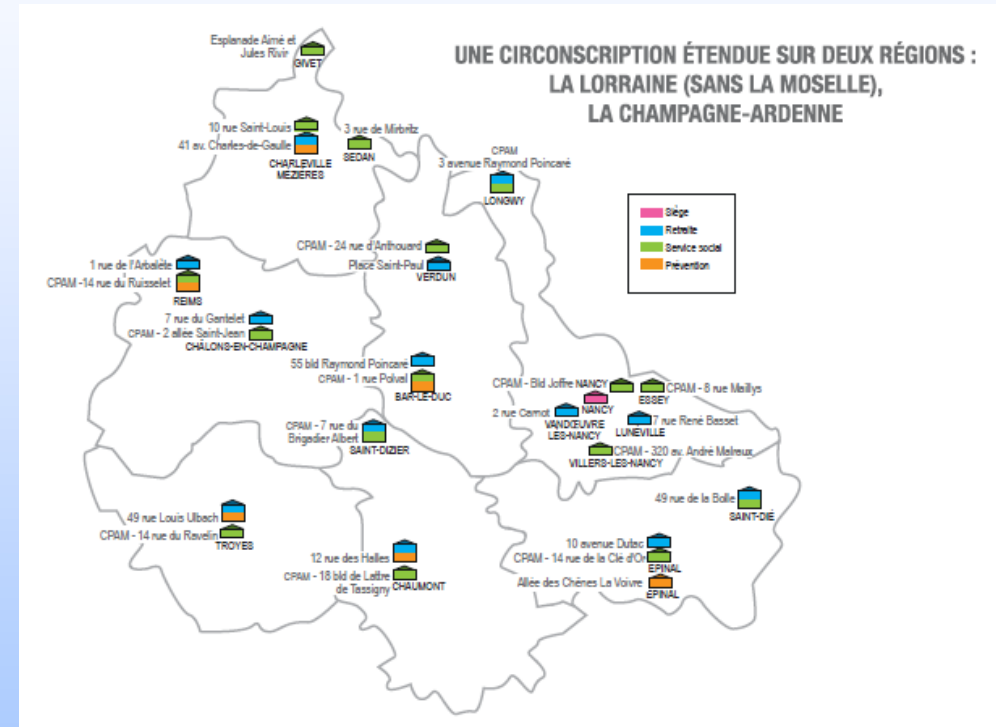 UNE CIRCONSCRIPTION ÉTENDUE SUR DEUX RÉGIONS :
LA LORRAINE (SANS LA MOSELLE),
LA CHAMPAGNE-ARDENNE
Esplanade Aimé et
Jules Rivir
GIVET
10 rue Saint-Louis
41 av. Charles-de-Gaulle
CHARLEVILLE
MÉZIÈRES
3 rue de Mirbritz
SEDAN
CPAM
3 avenue Raymond Poincaré
LONGWY
Siège
Retraite
Service social
Prévention
CPAM - 24 rue d'Anthouard
Place Saint-Paul
VERDUN
1 rue de l'Arbalète
CPAM -14 rue du Ruisselet
REIMS
7 rue du Gantelet
CPAM - 2 allée Saint-Jean
CHÂLONS-EN-CHAMPAGNE
55 bld Raymond Poincaré
CPAM - 1 rue Polval
BAR-LE-DUC
CPAM - Bld Joffre NANCY
ESSEY
CPAM - 8 rue Maillys
NANCY
2 rue Carnot
VANDŒUVRE
LES-NANCY
7 rue René Basset
LUNEVILLE
CPAM - 320 av. André Malraux
VILLERS-LES-NANCY
CPAM - 7 rue du
Brigadier Albert
SAINT-DIZIER
49 rue de la Bolle
SAINT-DIÉ
49 rue Louis Ulbach
CPAM - 14 rue du Ravelin
TROYES
12 rue des Halles
CPAM - 18 bld de Lattre
de Tassigny
CHAUMONT
10 avenue Dutac
CPAM - 14 rue de la Clé d'Or
EPINAL
Allée des Chênes La Voivre
EPINAL